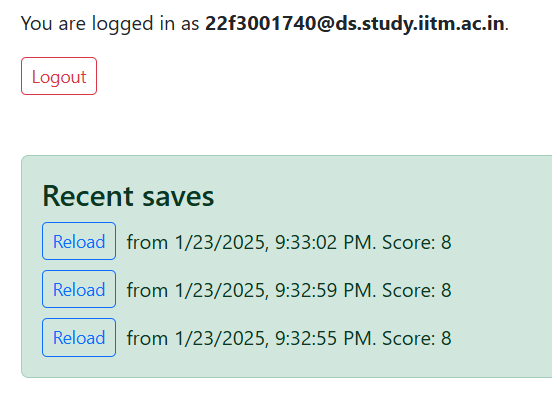 You are logged in as 22f3001740@ds.study.iitm.ac.in.
Logout
Recent saves
Reload from 1/23/2025, 9:33:02 PM. Score: 8
Reload from 1/23/2025, 9:32:59 PM. Score: 8
Reload from 1/23/2025, 9:32:55 PM. Score: 8